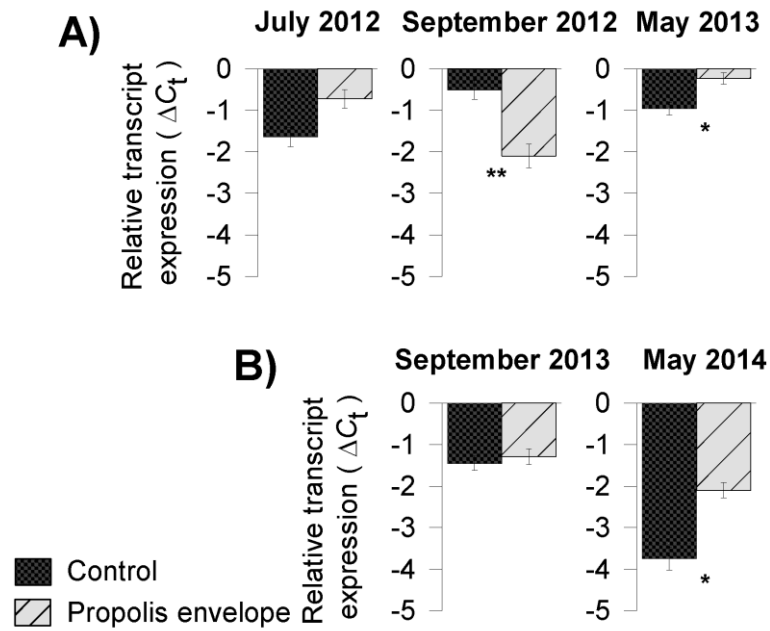 A)
July 2012 September 2012 May 2013
Relative transcript
expression ( ΔCt )
0 0 0
-1 -1 -1
*
-2 -2 -2
**
-3 -3 -3
-4 -4 -4
-5 -5 -5
B)
September 2013 May 2014
Relative transcript
expression ( ΔCt )
0 0
-1 -1
-2 -2
-3 -3
-4 -4
*
-5 -5
Control
Propolis envelope